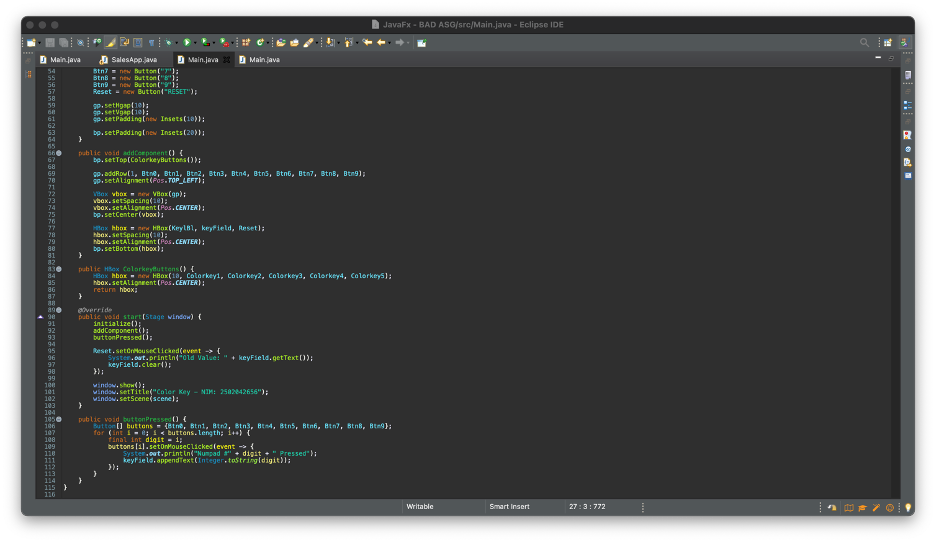 JavaFx - BAD ASG/src/Main.java - Eclipse IDE
Main.java SalesApp.java Main.java Main.java
54 Btn7 = new Button("7");
55 Btn8 = new Button("8");
56 Btn9 = new Button("9");
57 Reset = new Button("RESET");
58
59 gp.setHgap(10);
60 gp.setVgap(10);
61 gp.setPadding(new Insets(10));
62
63 bp.setPadding(new Insets(20));
64 }
65
66 public void addComponent() {
67 bp.setTop(ColorkeyButtons());
68
69 gp.addRow(1, Btn0, Btn1, Btn2, Btn3, Btn4, Btn5, Btn6, Btn7, Btn8, Btn9);
70 gp.setAlignment(Pos.TOP_LEFT);
71
72 VBox vbox = new VBox(gp);
73 vbox.setSpacing(10);
74 vbox.setAlignment(Pos.CENTER);
75 bp.setCenter(vbox);
76
77 HBox hbox = new HBox(KeylBl, keyField, Reset);
78 hbox.setSpacing(10);
79 hbox.setAlignment(Pos.CENTER);
80 bp.setBottom(hbox);
81 }
82
83 public HBox ColorkeyButtons() {
84 HBox hbox = new HBox(10, Colorkey1, Colorkey2, Colorkey3, Colorkey4, Colorkey5);
85 hbox.setAlignment(Pos.CENTER);
86 return hbox;
87 }
88
89 @Override
90 public void start(Stage window) {
91 initialize();
92 addComponent();
93 buttonPressed();
94
95 Reset.setOnMouseClicked(event -> {
96 System.out.println("Old Value: " + keyField.getText());
97 keyField.clear();
98 });
99
100 window.show();
101 window.setTitle("Color Key – NIM: 2502042656");
102 window.setScene(scene);
103 }
104
105 public void buttonPressed() {
106 Button[] buttons = {Btn0, Btn1, Btn2, Btn3, Btn4, Btn5, Btn6, Btn7, Btn8, Btn9};
107 for (int i = 0; i < buttons.length; i++) {
108 final int digit = i;
109 buttons[i].setOnMouseClicked(event -> {
110 System.out.println("Numpad #" + digit + " Pressed");
111 keyField.appendText(Integer.toString(digit));
112 });
113 }
114 }
115 }
116
Writable Smart Insert 27 : 3 : 772